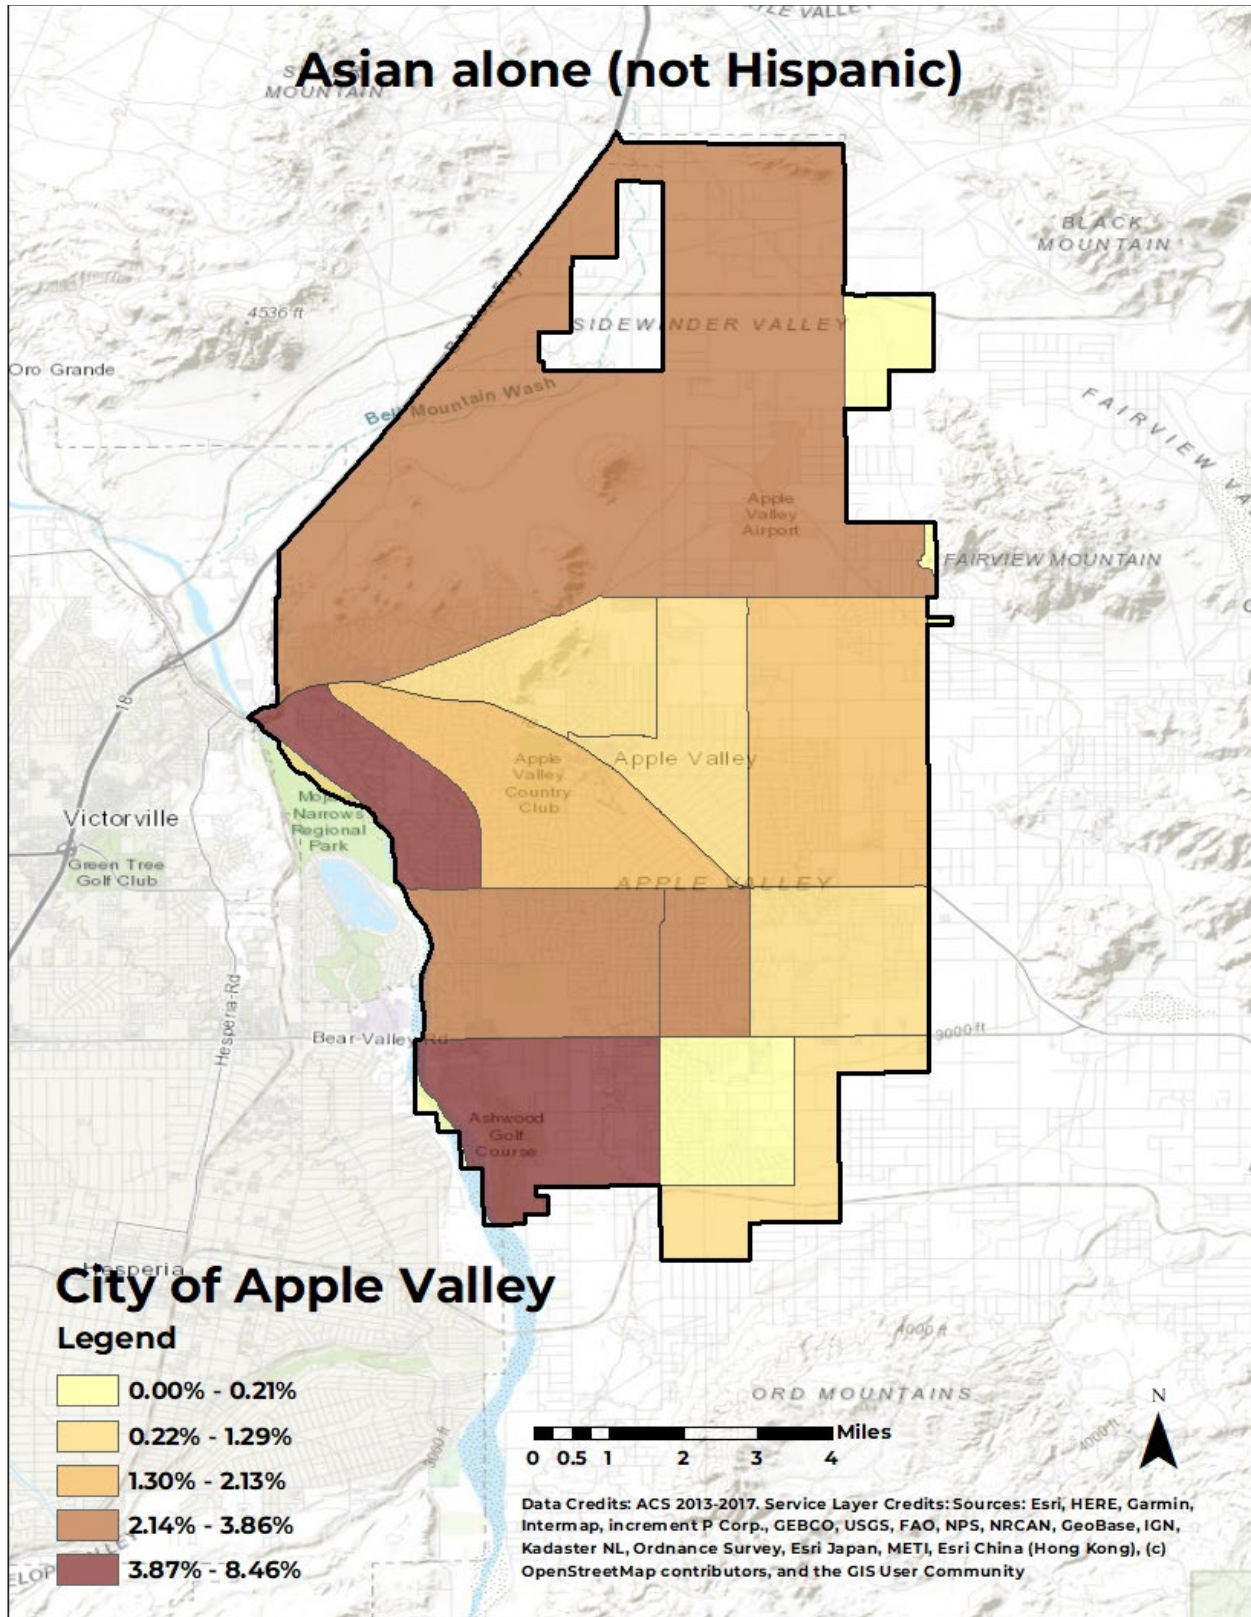 Asian alone (not Hispanic)
MOUNTAIN
BLACK
MOUNTAIN
4536 ft
SIDEWINDER VALLEY
Oro Grande
Bell Mountain Wash
FAIRVIEW
Apple
Valley
Airport
FAIRVIEW MOUNTAIN
18
Apple
Valley
Country
Club
Apple Valley
Mojave
Narrows
Regional
Park
Victorville
Green Tree
Golf Club
APPLE VALLEY
Hesperia-Rd
Bear-Valley Rd
Ashwood
Golf
Course
Hesperia
City of Apple Valley
Legend
0.00% - 0.21%
0.22% - 1.29%
1.30% - 2.13%
2.14% - 3.86%
3.87% - 8.46%
4000 ft
ORD MOUNTAINS
4000 ft
3000 ft
N
Miles
0 0.5 1 2 3 4
Data Credits: ACS 2013-2017. Service Layer Credits: Sources: Esri, HERE, Garmin,
Intermap, increment P Corp., GEBCO, USGS, FAO, NPS, NRCAN, GeoBase, IGN,
Kadaster NL, Ordnance Survey, Esri Japan, METI, Esri China (Hong Kong), (c)
OpenStreetMap contributors, and the GIS User Community